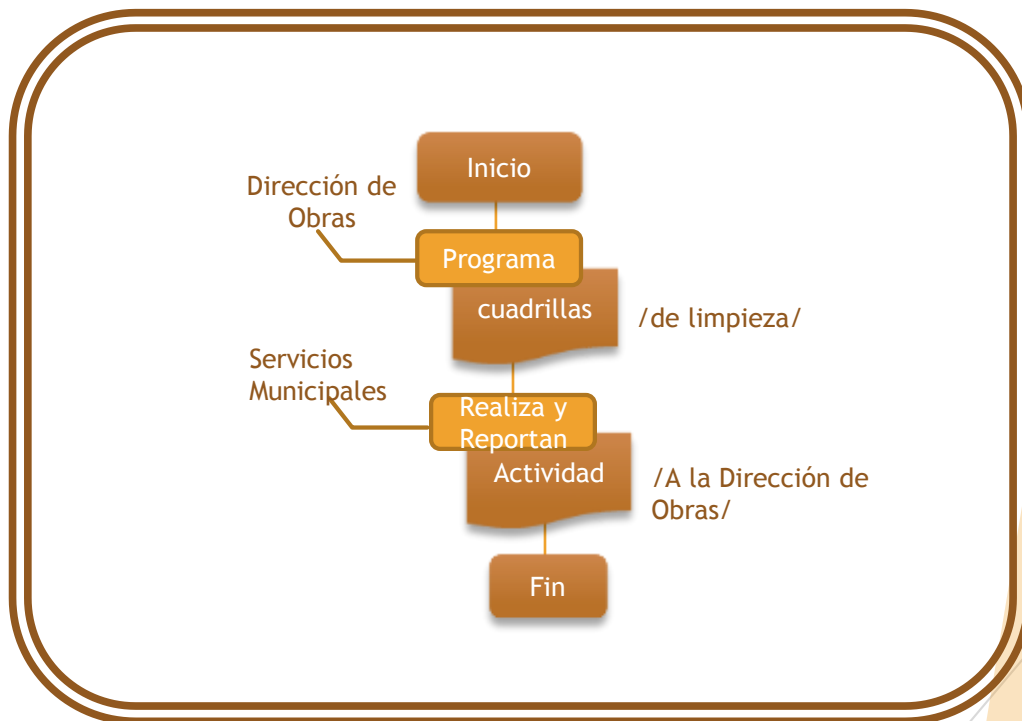 Inicio
Dirección de
Obras
Programa
cuadrillas
/de limpieza/
Servicios
Municipales
Realiza y
Reportan
Actividad
/A la Dirección de
Obras/
Fin